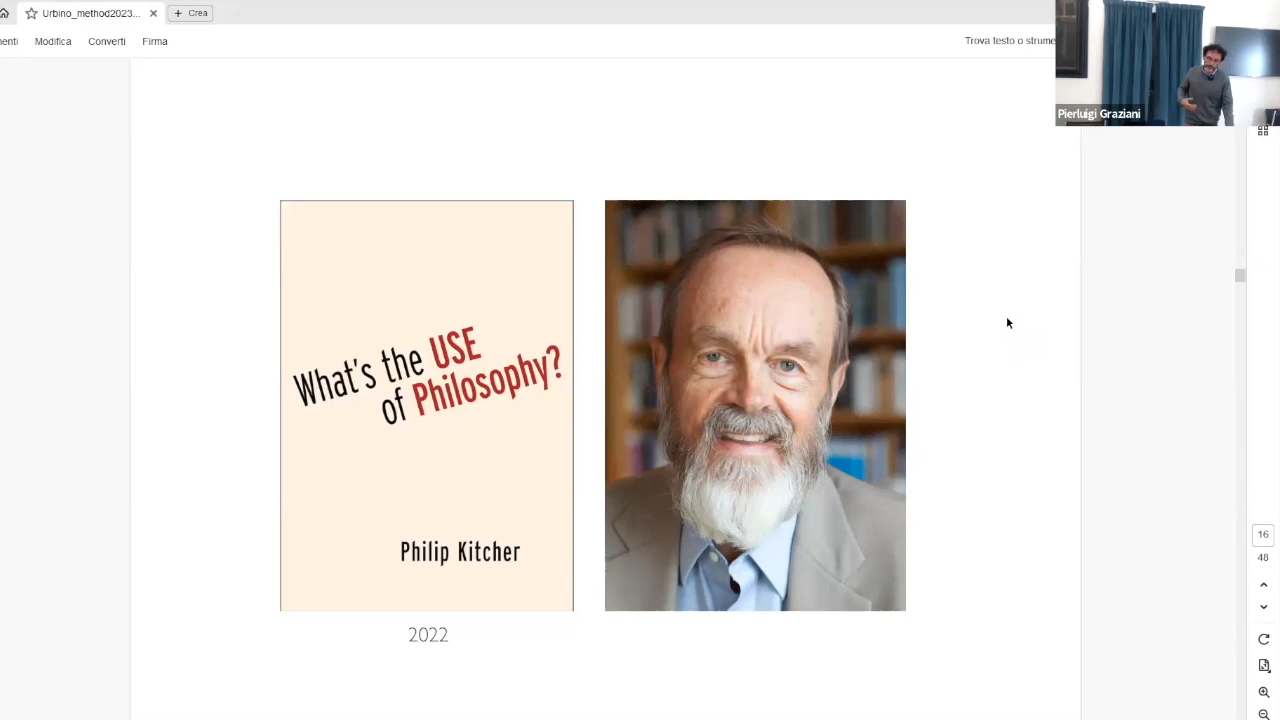 Urbino_method2023...
Crea
nenti
Modifica
Converti
Firma
Trova testo o strume
Pierluigi Graziani
What's the USE
of Philosophy?
Philip Kitcher
2022
16
48